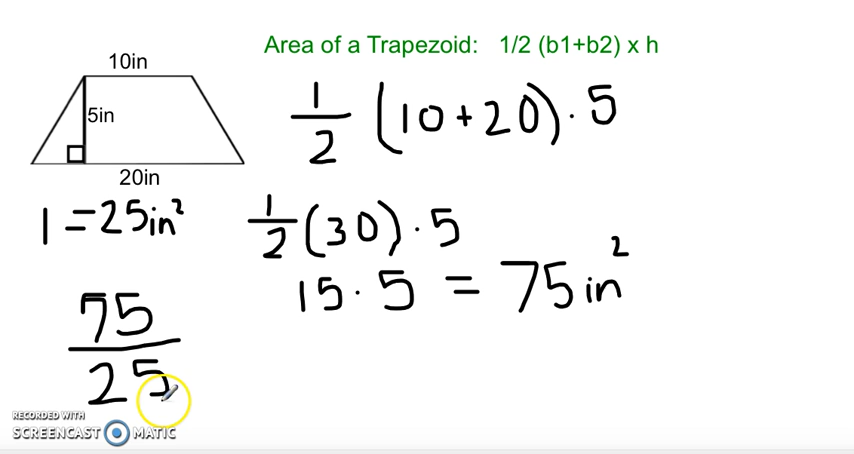 Area of a Trapezoid: 1/2 (b1+b2) x h
10in
5in
20in
1/2 (10+20)·5
1=25in²
1/2(30)·5
15·5 = 75in²
75
25
RECORDED WITH
SCREENCAST MATIC